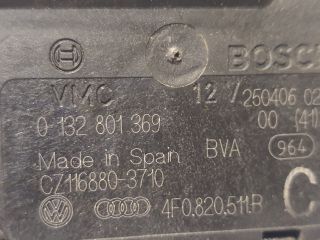 BOSCH
VMC 12V 250406 02
0 132 801 369 00 (41)
Made in Spain BVA 964
CZ116880-3710 C
4F0.820.511.B